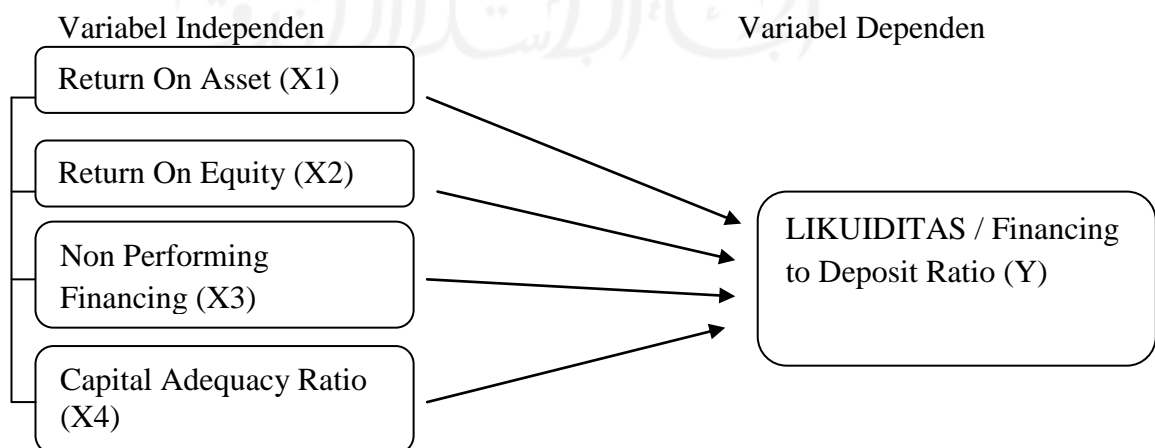 Variabel Independen
Variabel Dependen
Return On Asset (X1)
Return On Equity (X2)
Non Performing
Financing (X3)
Capital Adequacy Ratio
(X4)
LIKUIDITAS / Financing
to Deposit Ratio (Y)